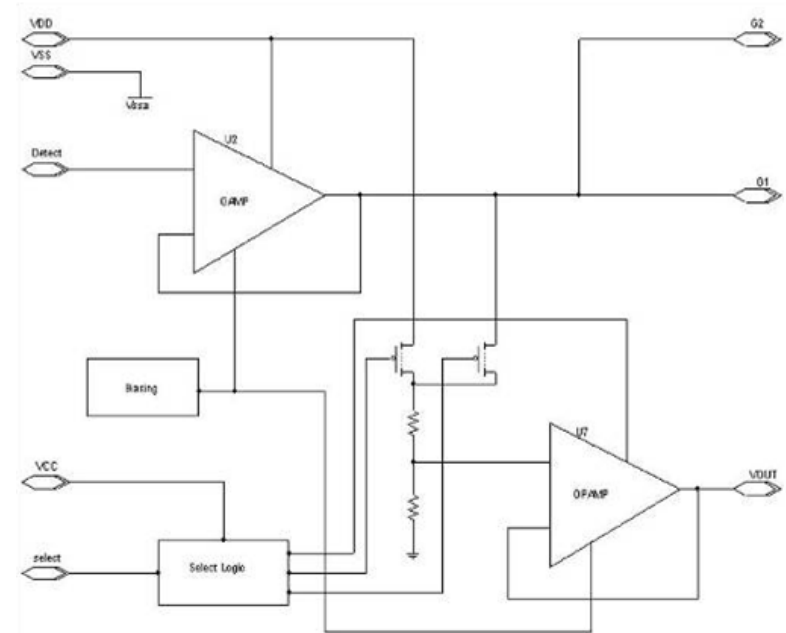 VDD
G2
VSS
Vssa
U2
Detect
OAMP
G1
Biasing
U7
VCC
OPAMP
VOUT
select
Select Logic